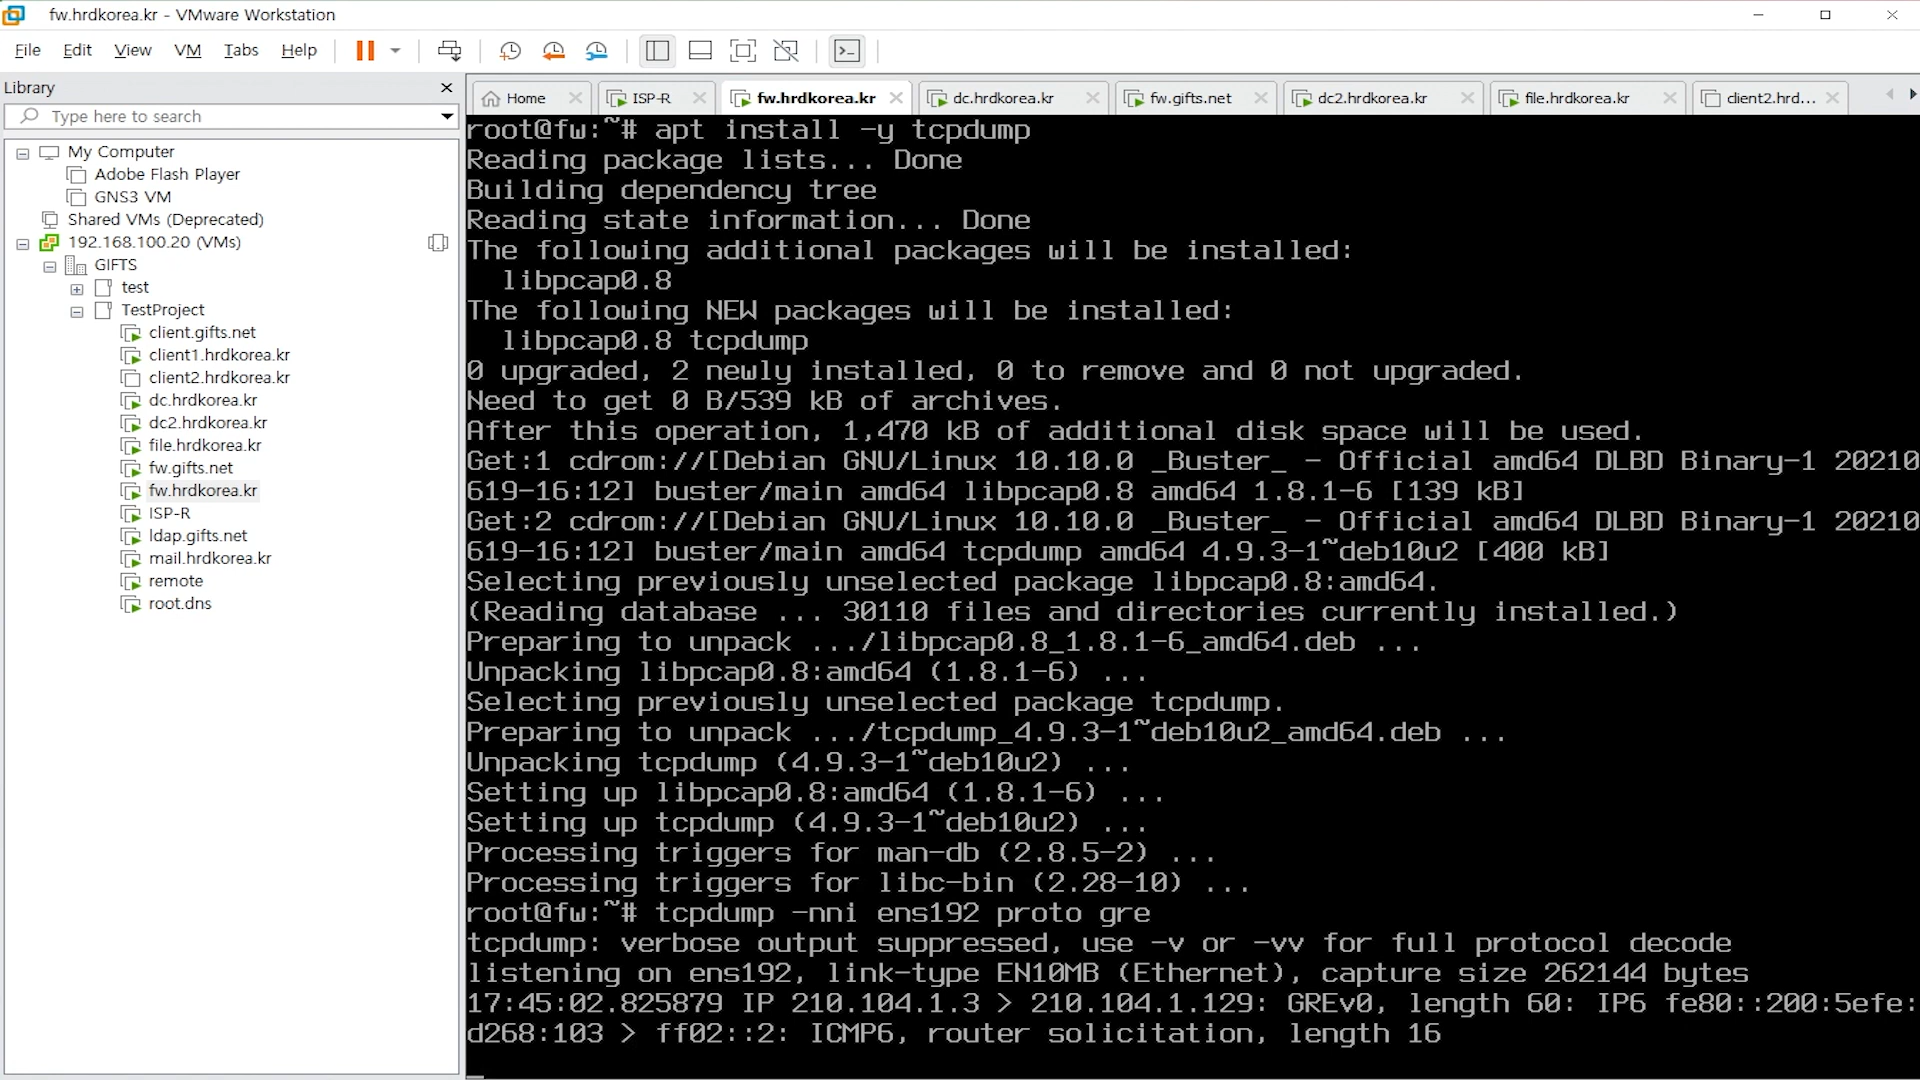 fw.hrdkorea.kr - VMware Workstation
File Edit View VM Tabs Help
Library
Type here to search
My Computer
Adobe Flash Player
GNS3 VM
Shared VMs (Deprecated)
192.168.100.20 (VMs)
GIFTS
test
TestProject
client.gifts.net
client1.hrdkorea.kr
client2.hrdkorea.kr
dc.hrdkorea.kr
dc2.hrdkorea.kr
file.hrdkorea.kr
fw.gifts.net
fw.hrdkorea.kr
ISP-R
ldap.gifts.net
mail.hrdkorea.kr
remote
root.dns
Home ISP-R fw.hrdkorea.kr dc.hrdkorea.kr fw.gifts.net dc2.hrdkorea.kr file.hrdkorea.kr client2.hrd...
root@fw:~# apt install -y tcpdump
Reading package lists... Done
Building dependency tree
Reading state information... Done
The following additional packages will be installed:
libpcap0.8
The following NEW packages will be installed:
libpcap0.8 tcpdump
0 upgraded, 2 newly installed, 0 to remove and 0 not upgraded.
Need to get 0 B/539 kB of archives.
After this operation, 1,470 kB of additional disk space will be used.
Get:1 cdrom://[Debian GNU/Linux 10.10.0 _Buster_ - Official amd64 DLBD Binary-1 20210
619-16:12] buster/main amd64 libpcap0.8 amd64 1.8.1-6 [139 kB]
Get:2 cdrom://[Debian GNU/Linux 10.10.0 _Buster_ - Official amd64 DLBD Binary-1 20210
619-16:12] buster/main amd64 tcpdump amd64 4.9.3-1~deb10u2 [400 kB]
Selecting previously unselected package libpcap0.8:amd64.
(Reading database ... 30110 files and directories currently installed.)
Preparing to unpack .../libpcap0.8_1.8.1-6_amd64.deb ...
Unpacking libpcap0.8:amd64 (1.8.1-6) ...
Selecting previously unselected package tcpdump.
Preparing to unpack .../tcpdump_4.9.3-1~deb10u2_amd64.deb ...
Unpacking tcpdump (4.9.3-1~deb10u2) ...
Setting up libpcap0.8:amd64 (1.8.1-6) ...
Setting up tcpdump (4.9.3-1~deb10u2) ...
Processing triggers for man-db (2.8.5-2) ...
Processing triggers for libc-bin (2.28-10) ...
root@fw:~# tcpdump -nni ens192 proto gre
tcpdump: verbose output suppressed, use -v or -vv for full protocol decode
listening on ens192, link-type EN10MB (Ethernet), capture size 262144 bytes
17:45:02.825879 IP 210.104.1.3 > 210.104.1.129: GREv0, length 60: IP6 fe80::200:5efe:
d268:103 > ff02::2: ICMP6, router solicitation, length 16